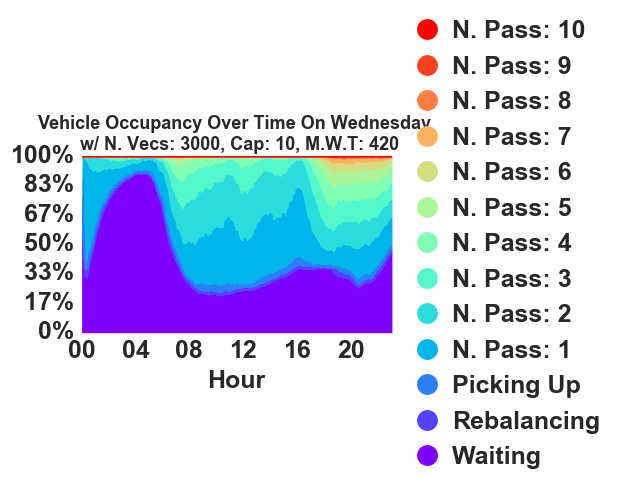 Vehicle Occupancy Over Time On Wednesday
w/ N. Vecs: 3000, Cap: 10, M.W.T: 420
100%
83%
67%
50%
33%
17%
0%
00 04 08 12 16 20
Hour
N. Pass: 10
N. Pass: 9
N. Pass: 8
N. Pass: 7
N. Pass: 6
N. Pass: 5
N. Pass: 4
N. Pass: 3
N. Pass: 2
N. Pass: 1
Picking Up
Rebalancing
Waiting